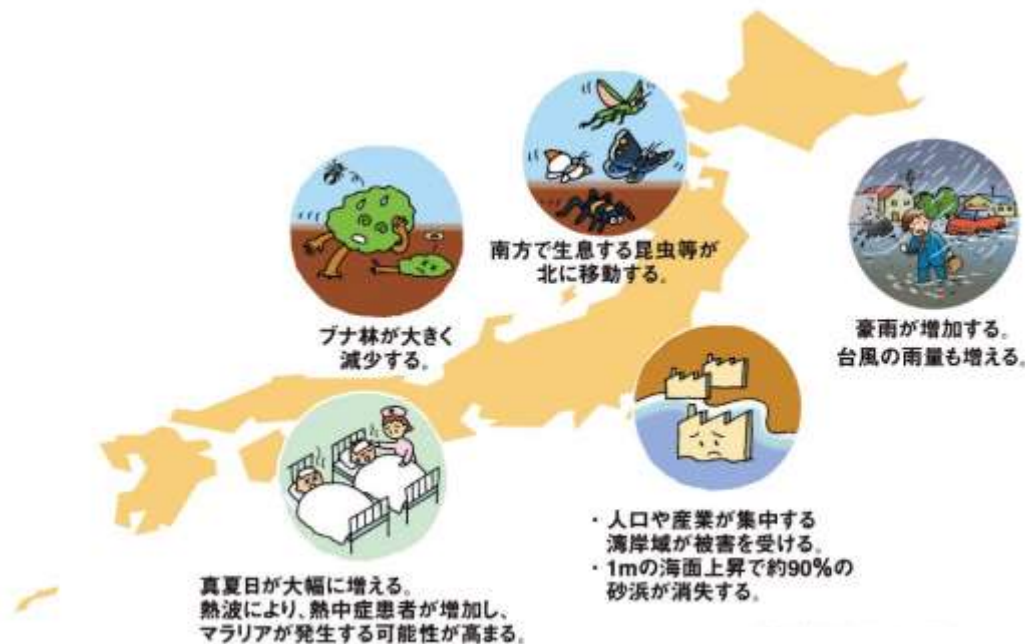 南方で生息する昆虫等が
北に移動する。
ブナ林が大きく
減少する。
豪雨が増加する。
台風の雨量も増える。
・人口や産業が集中する
湾岸域が被害を受ける。
・1mの海面上昇で約90%の
砂浜が消失する。
真夏日が大幅に増える。
熱波により、熱中症患者が増加し、
マラリアが発生する可能性が高まる。